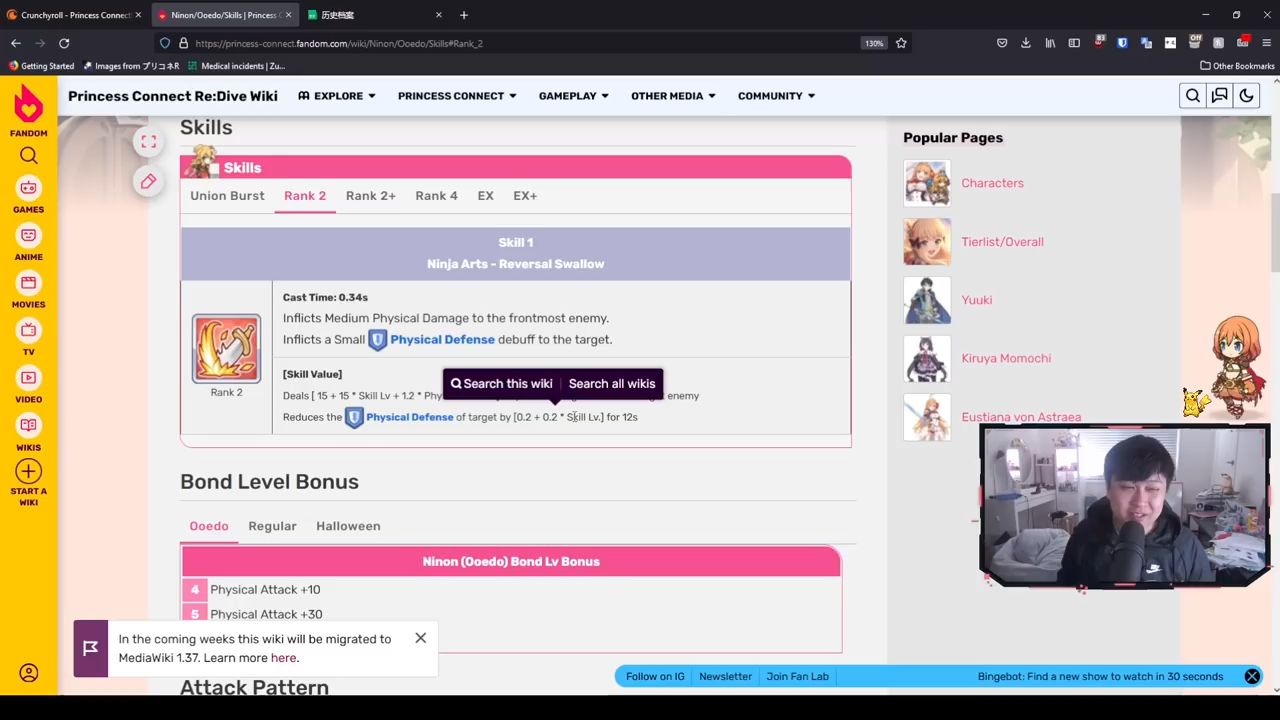 Crunchyroll - Princess Connect!
Ninon/Ooedo/Skills | Princess C
历史档案
https://princess-connect.fandom.com/wiki/Ninon/Ooedo/Skills#Rank_2
130%
83
Off
Getting Started
Images from プリコネR
Medical incidents | Zu...
Other Bookmarks
FANDOM
GAMES
ANIME
MOVIES
TV
VIDEO
WIKIS
START A
WIKI
Princess Connect Re:Dive Wiki
EXPLORE
PRINCESS CONNECT
GAMEPLAY
OTHER MEDIA
COMMUNITY
Skills
Skills
Union Burst
Rank 2
Rank 2+
Rank 4
EX
EX+
Skill 1
Ninja Arts - Reversal Swallow
Rank 2
Cast Time: 0.34s
Inflicts Medium Physical Damage to the frontmost enemy.
Inflicts a Small Physical Defense debuff to the target.
[Skill Value]
Search this wiki
Search all wikis
Deals [ 15 + 15 * Skill Lv + 1.2 * Phy enemy
Reduces the Physical Defense of target by [0.2 + 0.2 * Skill Lv.] for 12s
Bond Level Bonus
Ooedo
Regular
Halloween
Ninon (Ooedo) Bond Lv Bonus
4 Physical Attack +10
5 Physical Attack +30
Attack Pattern
In the coming weeks this wiki will be migrated to
MediaWiki 1.37. Learn more here.
Popular Pages
Characters
Tierlist/Overall
Yuuki
Kiruya Momochi
Eustiana von Astraea
Follow on IG
Newsletter
Join Fan Lab
Bingebot: Find a new show to watch in 30 seconds